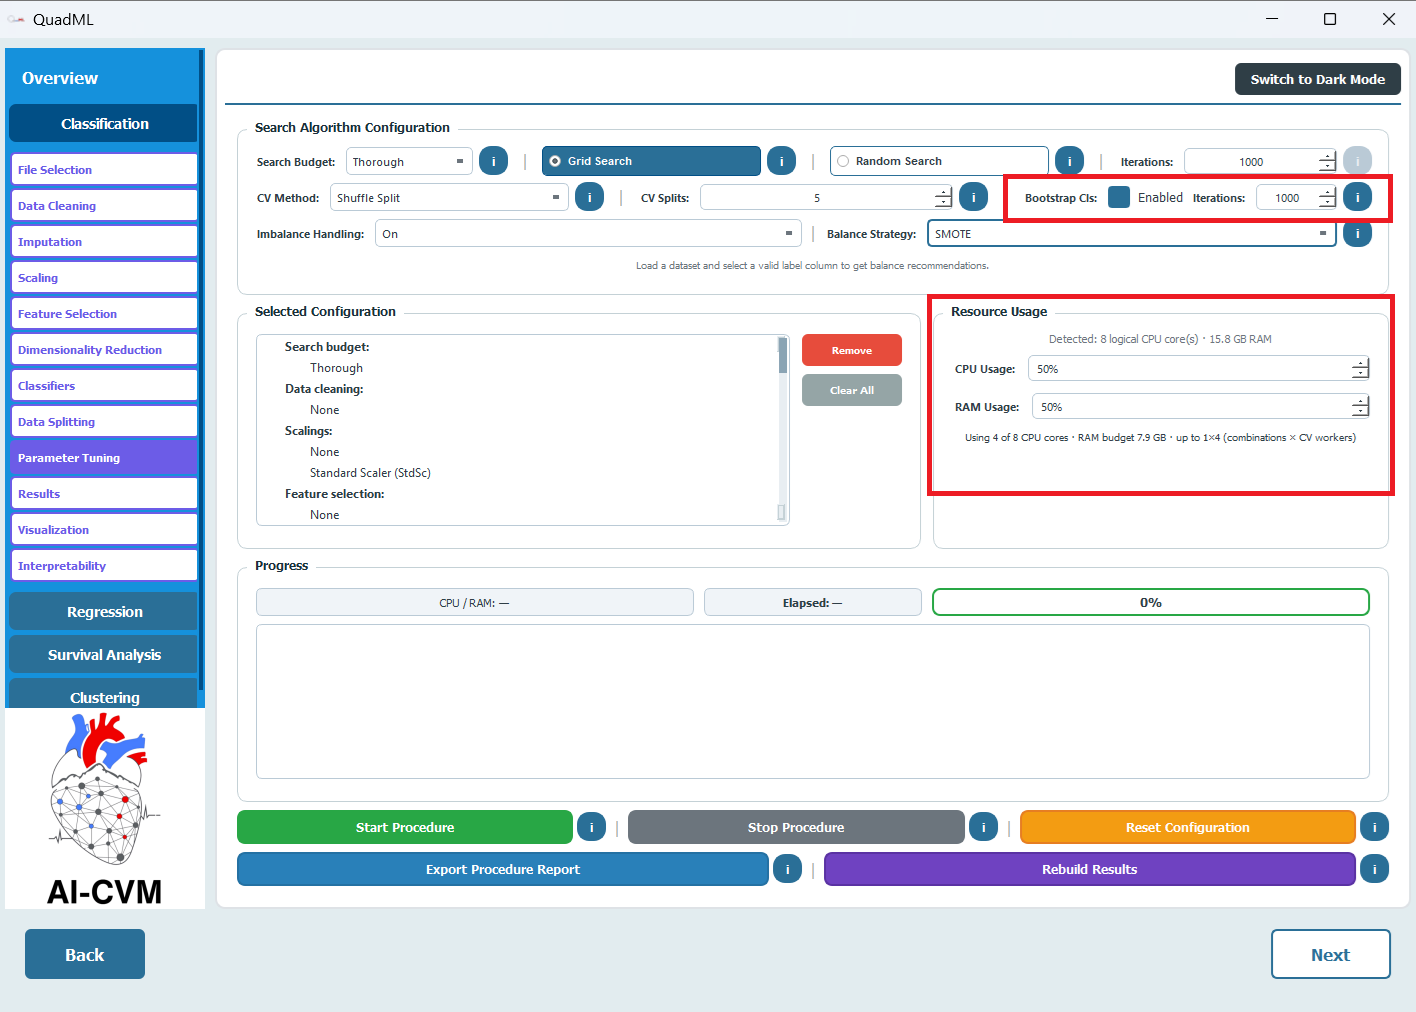 QuadML
Overview
Classification
File Selection
Data Cleaning
Imputation
Scaling
Feature Selection
Dimensionality Reduction
Classifiers
Data Splitting
Parameter Tuning
Results
Visualization
Interpretability
Regression
Survival Analysis
Clustering
AI-CVM
Switch to Dark Mode
Search Algorithm Configuration
Search Budget: Thorough i | Grid Search i | Random Search i | Iterations: 1000 i
CV Method: Shuffle Split i | CV Splits: 5 i Bootstrap CIs: Enabled Iterations: 1000 i
Imbalance Handling: On | Balance Strategy: SMOTE i
Load a dataset and select a valid label column to get balance recommendations.
Selected Configuration
Search budget:
Thorough
Data cleaning:
None
Scalings:
None
Standard Scaler (StdSc)
Feature selection:
None
Remove
Clear All
Resource Usage
Detected: 8 logical CPU core(s) · 15.8 GB RAM
CPU Usage: 50%
RAM Usage: 50%
Using 4 of 8 CPU cores · RAM budget 7.9 GB · up to 1×4 (combinations × CV workers)
Progress
CPU / RAM: — Elapsed: — 0%
Start Procedure i | Stop Procedure i | Reset Configuration i
Export Procedure Report i | Rebuild Results i
Back Next